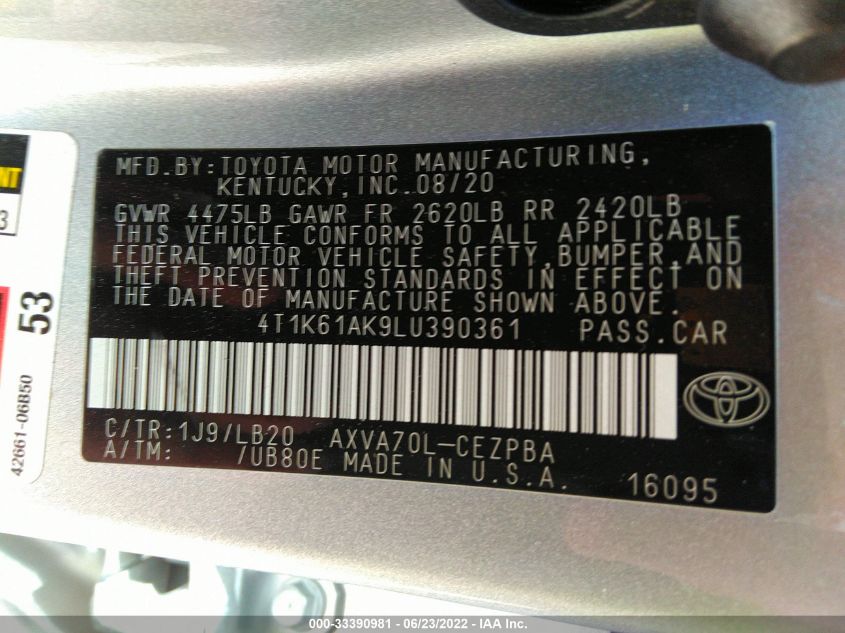 MFD.BY:TOYOTA MOTOR MANUFACTURING,
KENTUCKY,INC.08/20
GVWR 4475LB GAWR FR 2620LB RR 2420LB
THIS VEHICLE CONFORMS TO ALL APPLICABLE
FEDERAL MOTOR VEHICLE SAFETY,BUMPER,AND
THEFT PREVENTION STANDARDS IN EFFECT ON
THE DATE OF MANUFACTURE SHOWN ABOVE.
4T1K61AK9LU390361 PASS.CAR
C/TR:1J9/LB20 AXVA70L-CEZPBA
A/TM: /UB80E MADE IN U.S.A. 16095
53
42661-06B50
3
000-33390981 - 06/23/2022 - IAA Inc.